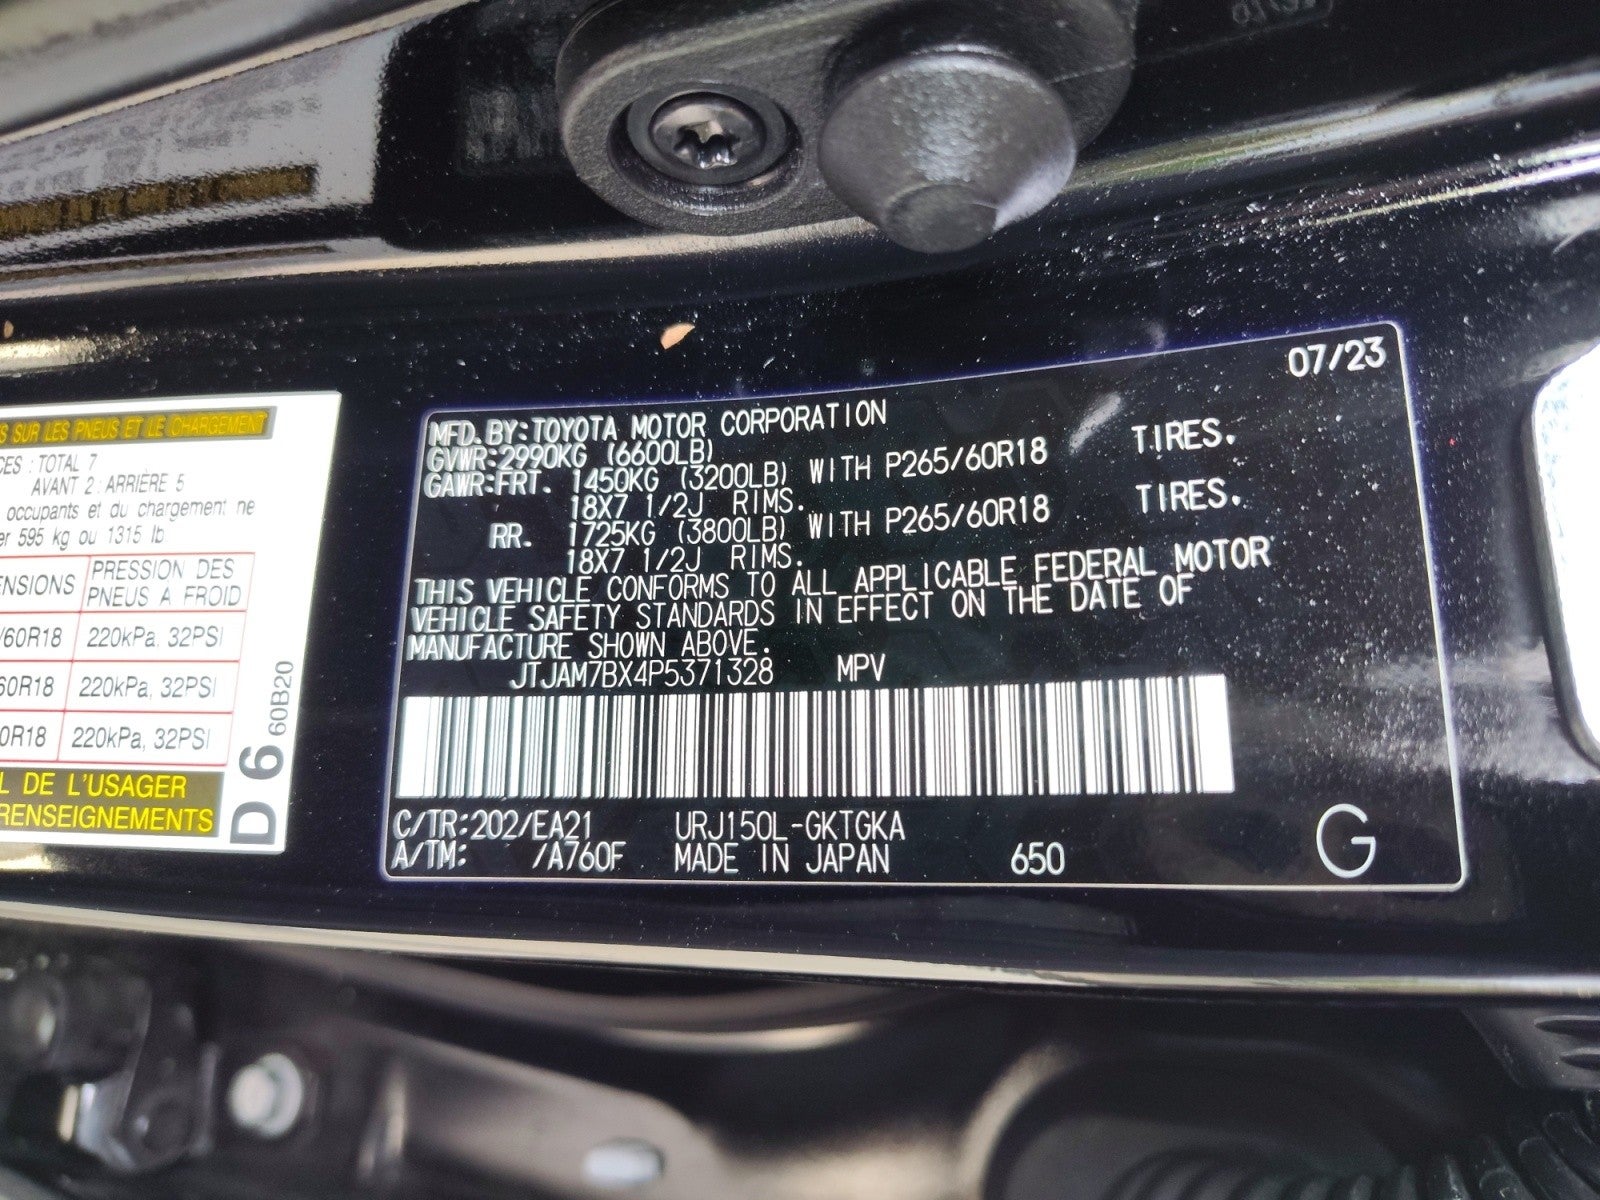 S SUR LES PNEUS ET LE CHARGEMENT
CES : TOTAL 7
AVANT 2 : ARRIÈRE 5
occupants et du chargement ne
er 595 kg ou 1315 lb
ENSIONS PRESSION DES PNEUS A FROID
/60R18 220kPa, 32PSI
60R18 220kPa, 32PSI
0R18 220kPa, 32PSI
L DE L'USAGER
RENSEIGNEMENTS
D 6 60B20
07/23
MFD. BY: TOYOTA MOTOR CORPORATION
GVWR: 2990KG (6600LB)
GAWR: FRT. 1450KG (3200LB) WITH P265/60R18 TIRES.
18X7 1/2J RIMS.
RR. 1725KG (3800LB) WITH P265/60R18 TIRES.
18X7 1/2J RIMS.
THIS VEHICLE CONFORMS TO ALL APPLICABLE FEDERAL MOTOR
VEHICLE SAFETY STANDARDS IN EFFECT ON THE DATE OF
MANUFACTURE SHOWN ABOVE.
JTJAM7BX4P5371328 MPV
C/TR: 202/EA21 URJ150L-GKTGKA
A/TM: /A760F MADE IN JAPAN 650 G